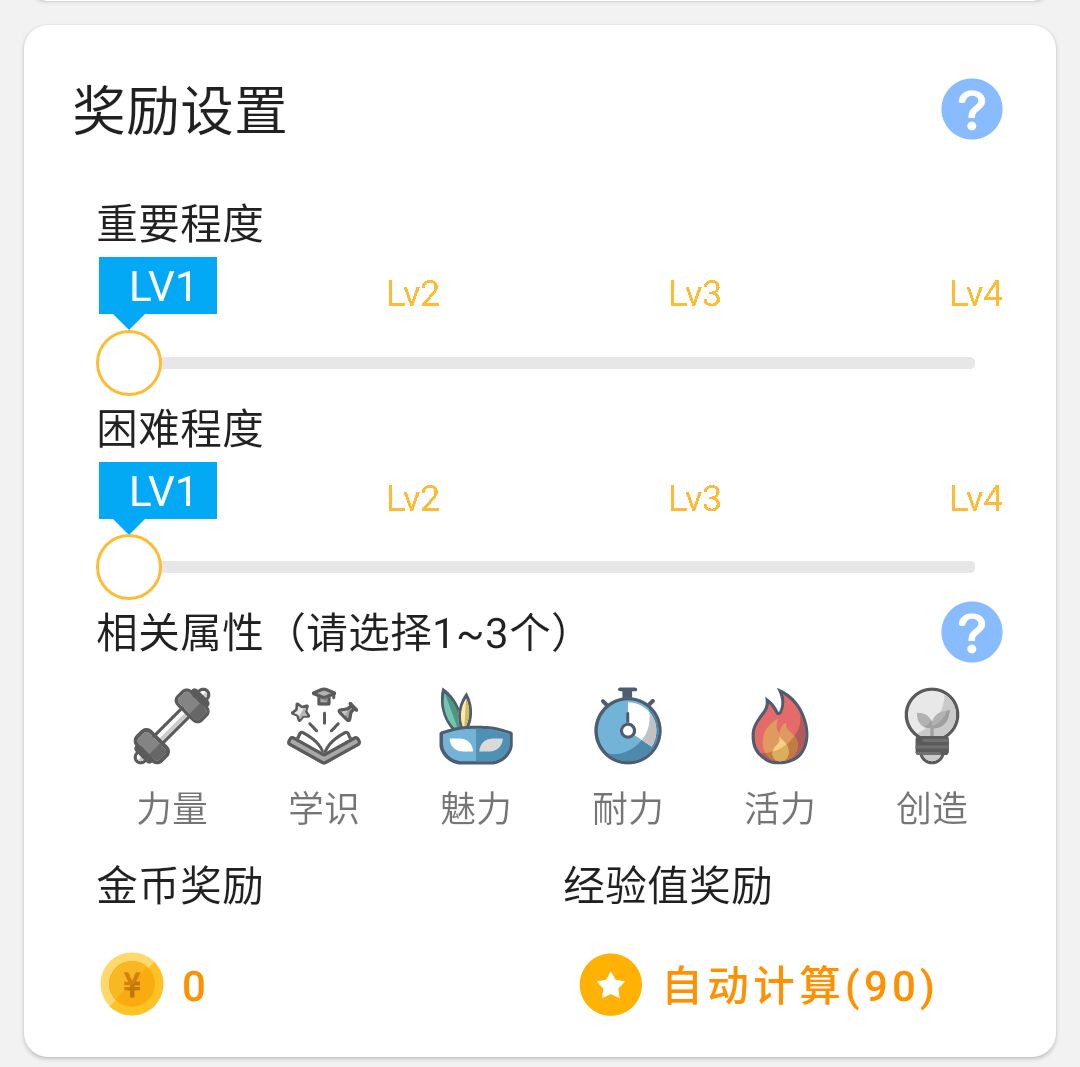 奖励设置
?
重要程度
LV1 Lv2 Lv3 Lv4
困难程度
LV1 Lv2 Lv3 Lv4
相关属性（请选择1~3个） ?
力量 学识 魅力 耐力 活力 创造
金币奖励 经验值奖励
¥ 0 自动计算(90)